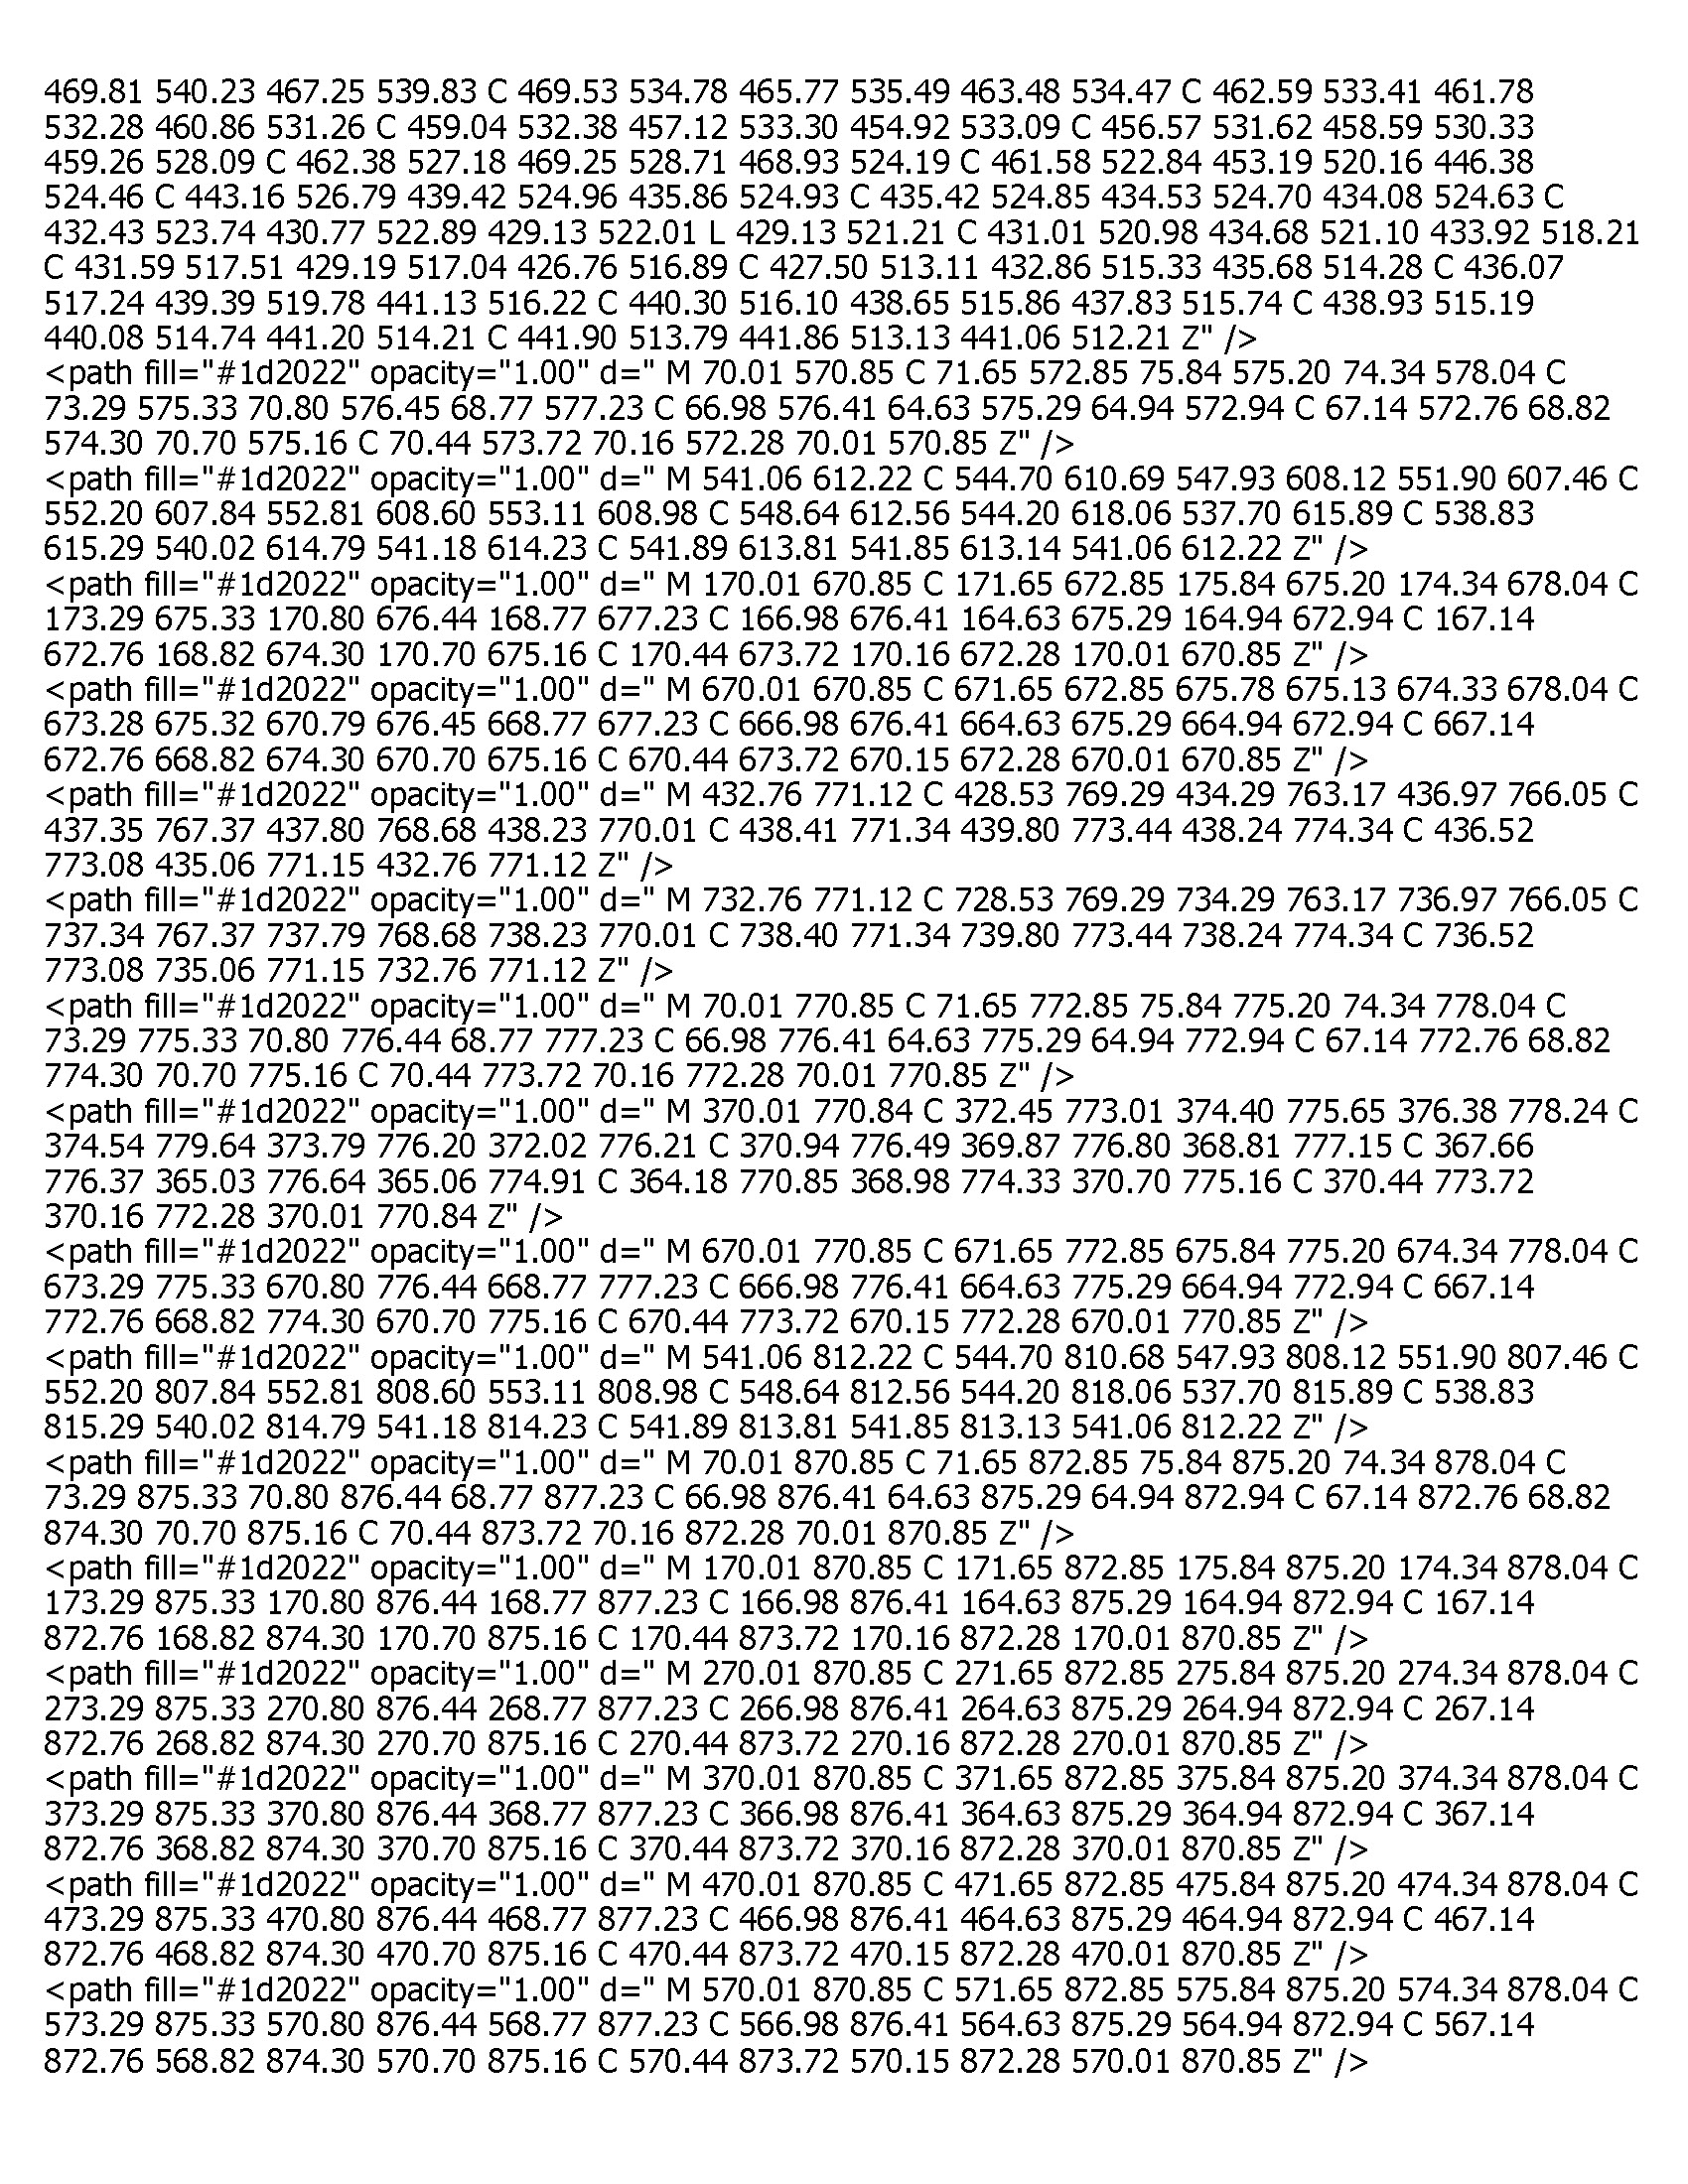 469.81 540.23 467.25 539.83 C 469.53 534.78 465.77 535.49 463.48 534.47 C 462.59 533.41 461.78
532.28 460.86 531.26 C 459.04 532.38 457.12 533.30 454.92 533.09 C 456.57 531.62 458.59 530.33
459.26 528.09 C 462.38 527.18 469.25 528.71 468.93 524.19 C 461.58 522.84 453.19 520.16 446.38
524.46 C 443.16 526.79 439.42 524.96 435.86 524.93 C 435.42 524.85 434.53 524.70 434.08 524.63 C
432.43 523.74 430.77 522.89 429.13 522.01 L 429.13 521.21 C 431.01 520.98 434.68 521.10 433.92 518.21
C 431.59 517.51 429.19 517.04 426.76 516.89 C 427.50 513.11 432.86 515.33 435.68 514.28 C 436.07
517.24 439.39 519.78 441.13 516.22 C 440.30 516.10 438.65 515.86 437.83 515.74 C 438.93 515.19
440.08 514.74 441.20 514.21 C 441.90 513.79 441.86 513.13 441.06 512.21 Z" />
<path fill="#1d2022" opacity="1.00" d=" M 70.01 570.85 C 71.65 572.85 75.84 575.20 74.34 578.04 C
73.29 575.33 70.80 576.45 68.77 577.23 C 66.98 576.41 64.63 575.29 64.94 572.94 C 67.14 572.76 68.82
574.30 70.70 575.16 C 70.44 573.72 70.16 572.28 70.01 570.85 Z" />
<path fill="#1d2022" opacity="1.00" d=" M 541.06 612.22 C 544.70 610.69 547.93 608.12 551.90 607.46 C
552.20 607.84 552.81 608.60 553.11 608.98 C 548.64 612.56 544.20 618.06 537.70 615.89 C 538.83
615.29 540.02 614.79 541.18 614.23 C 541.89 613.81 541.85 613.14 541.06 612.22 Z" />
<path fill="#1d2022" opacity="1.00" d=" M 170.01 670.85 C 171.65 672.85 175.84 675.20 174.34 678.04 C
173.29 675.33 170.80 676.44 168.77 677.23 C 166.98 676.41 164.63 675.29 164.94 672.94 C 167.14
672.76 168.82 674.30 170.70 675.16 C 170.44 673.72 170.16 672.28 170.01 670.85 Z" />
<path fill="#1d2022" opacity="1.00" d=" M 670.01 670.85 C 671.65 672.85 675.78 675.13 674.33 678.04 C
673.28 675.32 670.79 676.45 668.77 677.23 C 666.98 676.41 664.63 675.29 664.94 672.94 C 667.14
672.76 668.82 674.30 670.70 675.16 C 670.44 673.72 670.15 672.28 670.01 670.85 Z" />
<path fill="#1d2022" opacity="1.00" d=" M 432.76 771.12 C 428.53 769.29 434.29 763.17 436.97 766.05 C
437.35 767.37 437.80 768.68 438.23 770.01 C 438.41 771.34 439.80 773.44 438.24 774.34 C 436.52
773.08 435.06 771.15 432.76 771.12 Z" />
<path fill="#1d2022" opacity="1.00" d=" M 732.76 771.12 C 728.53 769.29 734.29 763.17 736.97 766.05 C
737.34 767.37 737.79 768.68 738.23 770.01 C 738.40 771.34 739.80 773.44 738.24 774.34 C 736.52
773.08 735.06 771.15 732.76 771.12 Z" />
<path fill="#1d2022" opacity="1.00" d=" M 70.01 770.85 C 71.65 772.85 75.84 775.20 74.34 778.04 C
73.29 775.33 70.80 776.44 68.77 777.23 C 66.98 776.41 64.63 775.29 64.94 772.94 C 67.14 772.76 68.82
774.30 70.70 775.16 C 70.44 773.72 70.16 772.28 70.01 770.85 Z" />
<path fill="#1d2022" opacity="1.00" d=" M 370.01 770.84 C 372.45 773.01 374.40 775.65 376.38 778.24 C
374.54 779.64 373.79 776.20 372.02 776.21 C 370.94 776.49 369.87 776.80 368.81 777.15 C 367.66
776.37 365.03 776.64 365.06 774.91 C 364.18 770.85 368.98 774.33 370.70 775.16 C 370.44 773.72
370.16 772.28 370.01 770.84 Z" />
<path fill="#1d2022" opacity="1.00" d=" M 670.01 770.85 C 671.65 772.85 675.84 775.20 674.34 778.04 C
673.29 775.33 670.80 776.44 668.77 777.23 C 666.98 776.41 664.63 775.29 664.94 772.94 C 667.14
772.76 668.82 774.30 670.70 775.16 C 670.44 773.72 670.15 772.28 670.01 770.85 Z" />
<path fill="#1d2022" opacity="1.00" d=" M 541.06 812.22 C 544.70 810.68 547.93 808.12 551.90 807.46 C
552.20 807.84 552.81 808.60 553.11 808.98 C 548.64 812.56 544.20 818.06 537.70 815.89 C 538.83
815.29 540.02 814.79 541.18 814.23 C 541.89 813.81 541.85 813.13 541.06 812.22 Z" />
<path fill="#1d2022" opacity="1.00" d=" M 70.01 870.85 C 71.65 872.85 75.84 875.20 74.34 878.04 C
73.29 875.33 70.80 876.44 68.77 877.23 C 66.98 876.41 64.63 875.29 64.94 872.94 C 67.14 872.76 68.82
874.30 70.70 875.16 C 70.44 873.72 70.16 872.28 70.01 870.85 Z" />
<path fill="#1d2022" opacity="1.00" d=" M 170.01 870.85 C 171.65 872.85 175.84 875.20 174.34 878.04 C
173.29 875.33 170.80 876.44 168.77 877.23 C 166.98 876.41 164.63 875.29 164.94 872.94 C 167.14
872.76 168.82 874.30 170.70 875.16 C 170.44 873.72 170.16 872.28 170.01 870.85 Z" />
<path fill="#1d2022" opacity="1.00" d=" M 270.01 870.85 C 271.65 872.85 275.84 875.20 274.34 878.04 C
273.29 875.33 270.80 876.44 268.77 877.23 C 266.98 876.41 264.63 875.29 264.94 872.94 C 267.14
872.76 268.82 874.30 270.70 875.16 C 270.44 873.72 270.16 872.28 270.01 870.85 Z" />
<path fill="#1d2022" opacity="1.00" d=" M 370.01 870.85 C 371.65 872.85 375.84 875.20 374.34 878.04 C
373.29 875.33 370.80 876.44 368.77 877.23 C 366.98 876.41 364.63 875.29 364.94 872.94 C 367.14
872.76 368.82 874.30 370.70 875.16 C 370.44 873.72 370.16 872.28 370.01 870.85 Z" />
<path fill="#1d2022" opacity="1.00" d=" M 470.01 870.85 C 471.65 872.85 475.84 875.20 474.34 878.04 C
473.29 875.33 470.80 876.44 468.77 877.23 C 466.98 876.41 464.63 875.29 464.94 872.94 C 467.14
872.76 468.82 874.30 470.70 875.16 C 470.44 873.72 470.15 872.28 470.01 870.85 Z" />
<path fill="#1d2022" opacity="1.00" d=" M 570.01 870.85 C 571.65 872.85 575.84 875.20 574.34 878.04 C
573.29 875.33 570.80 876.44 568.77 877.23 C 566.98 876.41 564.63 875.29 564.94 872.94 C 567.14
872.76 568.82 874.30 570.70 875.16 C 570.44 873.72 570.15 872.28 570.01 870.85 Z" />